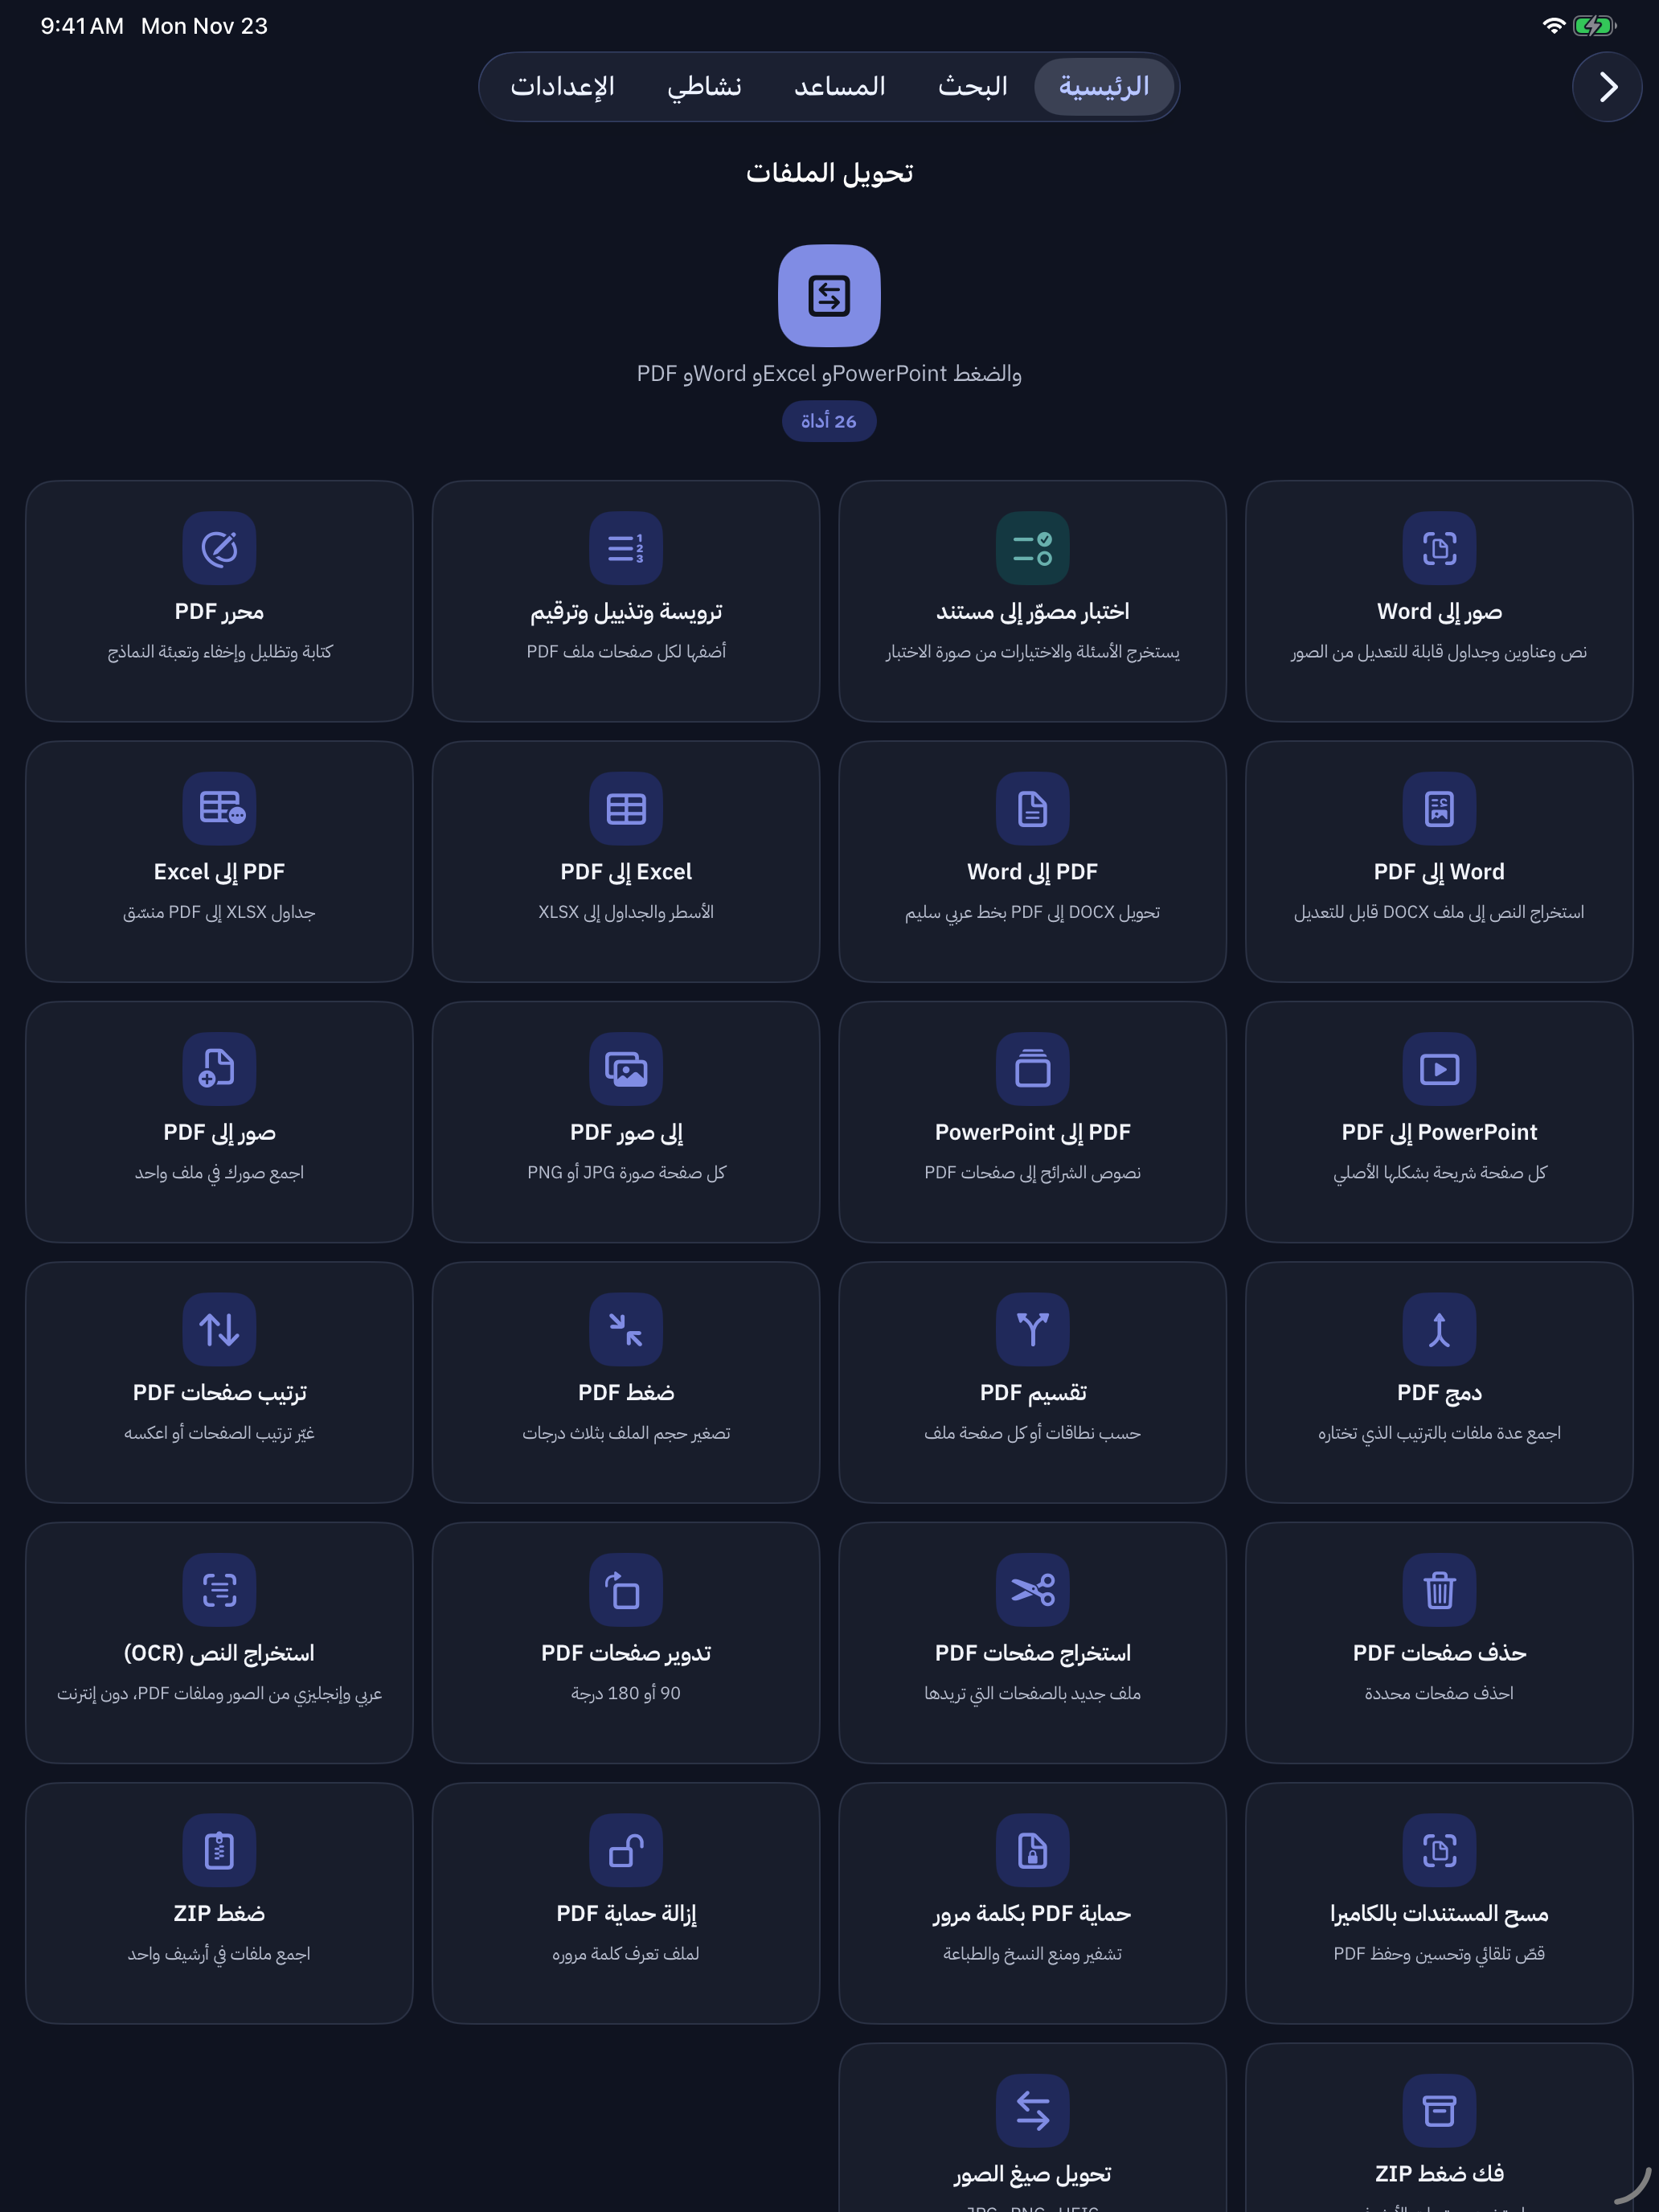 9:41 AM Mon Nov 23
الرئيسية البحث المساعد نشاطي الإعدادات
تحويل الملفات
PDF وWord وExcel وPowerPoint والضغط
26 أداة
صور إلى Word
نص وعناوين وجداول قابلة للتعديل من الصور
اختبار مصوّر إلى مستند
يستخرج الأسئلة والاختيارات من صورة الاختبار
ترويسة وتذييل وترقيم
أضفها لكل صفحات ملف PDF
محرر PDF
كتابة وتظليل وإخفاء وتعبئة النماذج
PDF إلى Word
استخراج النص إلى ملف DOCX قابل للتعديل
Word إلى PDF
تحويل DOCX إلى PDF بخط عربي سليم
PDF إلى Excel
الأسطر والجداول إلى XLSX
Excel إلى PDF
جداول XLSX إلى PDF منسّق
PDF إلى PowerPoint
كل صفحة شريحة بشكلها الأصلي
PowerPoint إلى PDF
نصوص الشرائح إلى صفحات PDF
PDF إلى صور
كل صفحة صورة JPG أو PNG
صور إلى PDF
اجمع صورك في ملف واحد
دمج PDF
اجمع عدة ملفات بالترتيب الذي تختاره
تقسيم PDF
حسب نطاقات أو كل صفحة ملف
ضغط PDF
تصغير حجم الملف بثلاث درجات
ترتيب صفحات PDF
غيّر ترتيب الصفحات أو اعكسه
حذف صفحات PDF
احذف صفحات محددة
استخراج صفحات PDF
ملف جديد بالصفحات التي تريدها
تدوير صفحات PDF
90 أو 180 درجة
استخراج النص (OCR)
عربي وإنجليزي من الصور وملفات PDF، دون إنترنت
مسح المستندات بالكاميرا
قصّ تلقائي وتحسين وحفظ PDF
حماية PDF بكلمة مرور
تشفير ومنع النسخ والطباعة
إزالة حماية PDF
لملف تعرف كلمة مروره
ضغط ZIP
اجمع ملفات في أرشيف واحد
فك ضغط ZIP
تحويل صيغ الصور